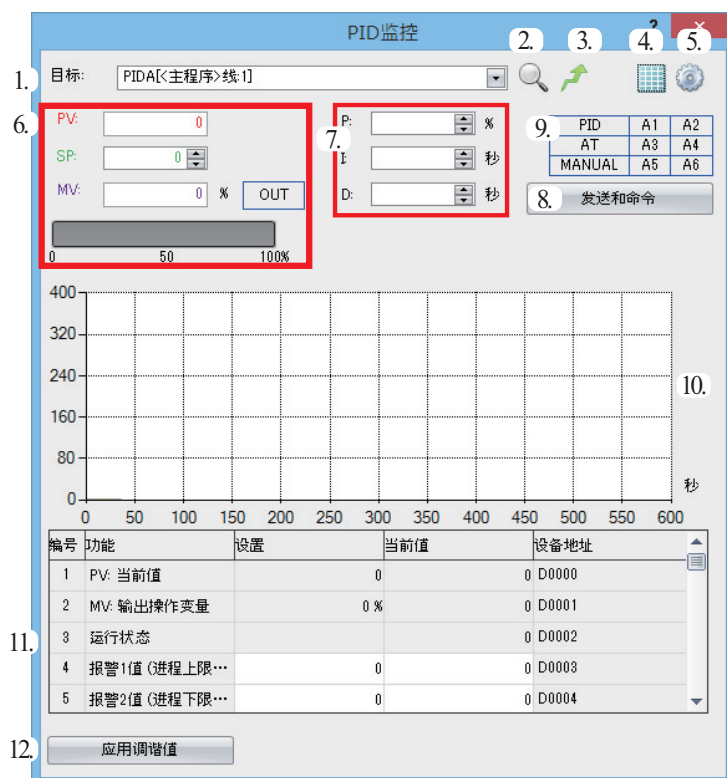 PID监控
? ×
2. 3. 4. 5.
1. 目标: PIDA[<主程序>线:1]
6. PV: 0
SP: 0
MV: 0 % OUT
0 50 100%
7. P: %
I: 秒
D: 秒
9. PID A1 A2
AT A3 A4
MANUAL A5 A6
8. 发送和命令
400
320
240
160
80
0
10.
秒
0 50 100 150 200 250 300 350 400 450 500 550 600
编号 功能 设置 当前值 设备地址
1 PV: 当前值 0 0 D0000
2 MV: 输出操作变量 0 % 0 D0001
11. 3 运行状态 0 D0002
4 报警1值 (进程上限… 0 0 D0003
5 报警2值 (进程下限… 0 0 D0004
12. 应用调谐值